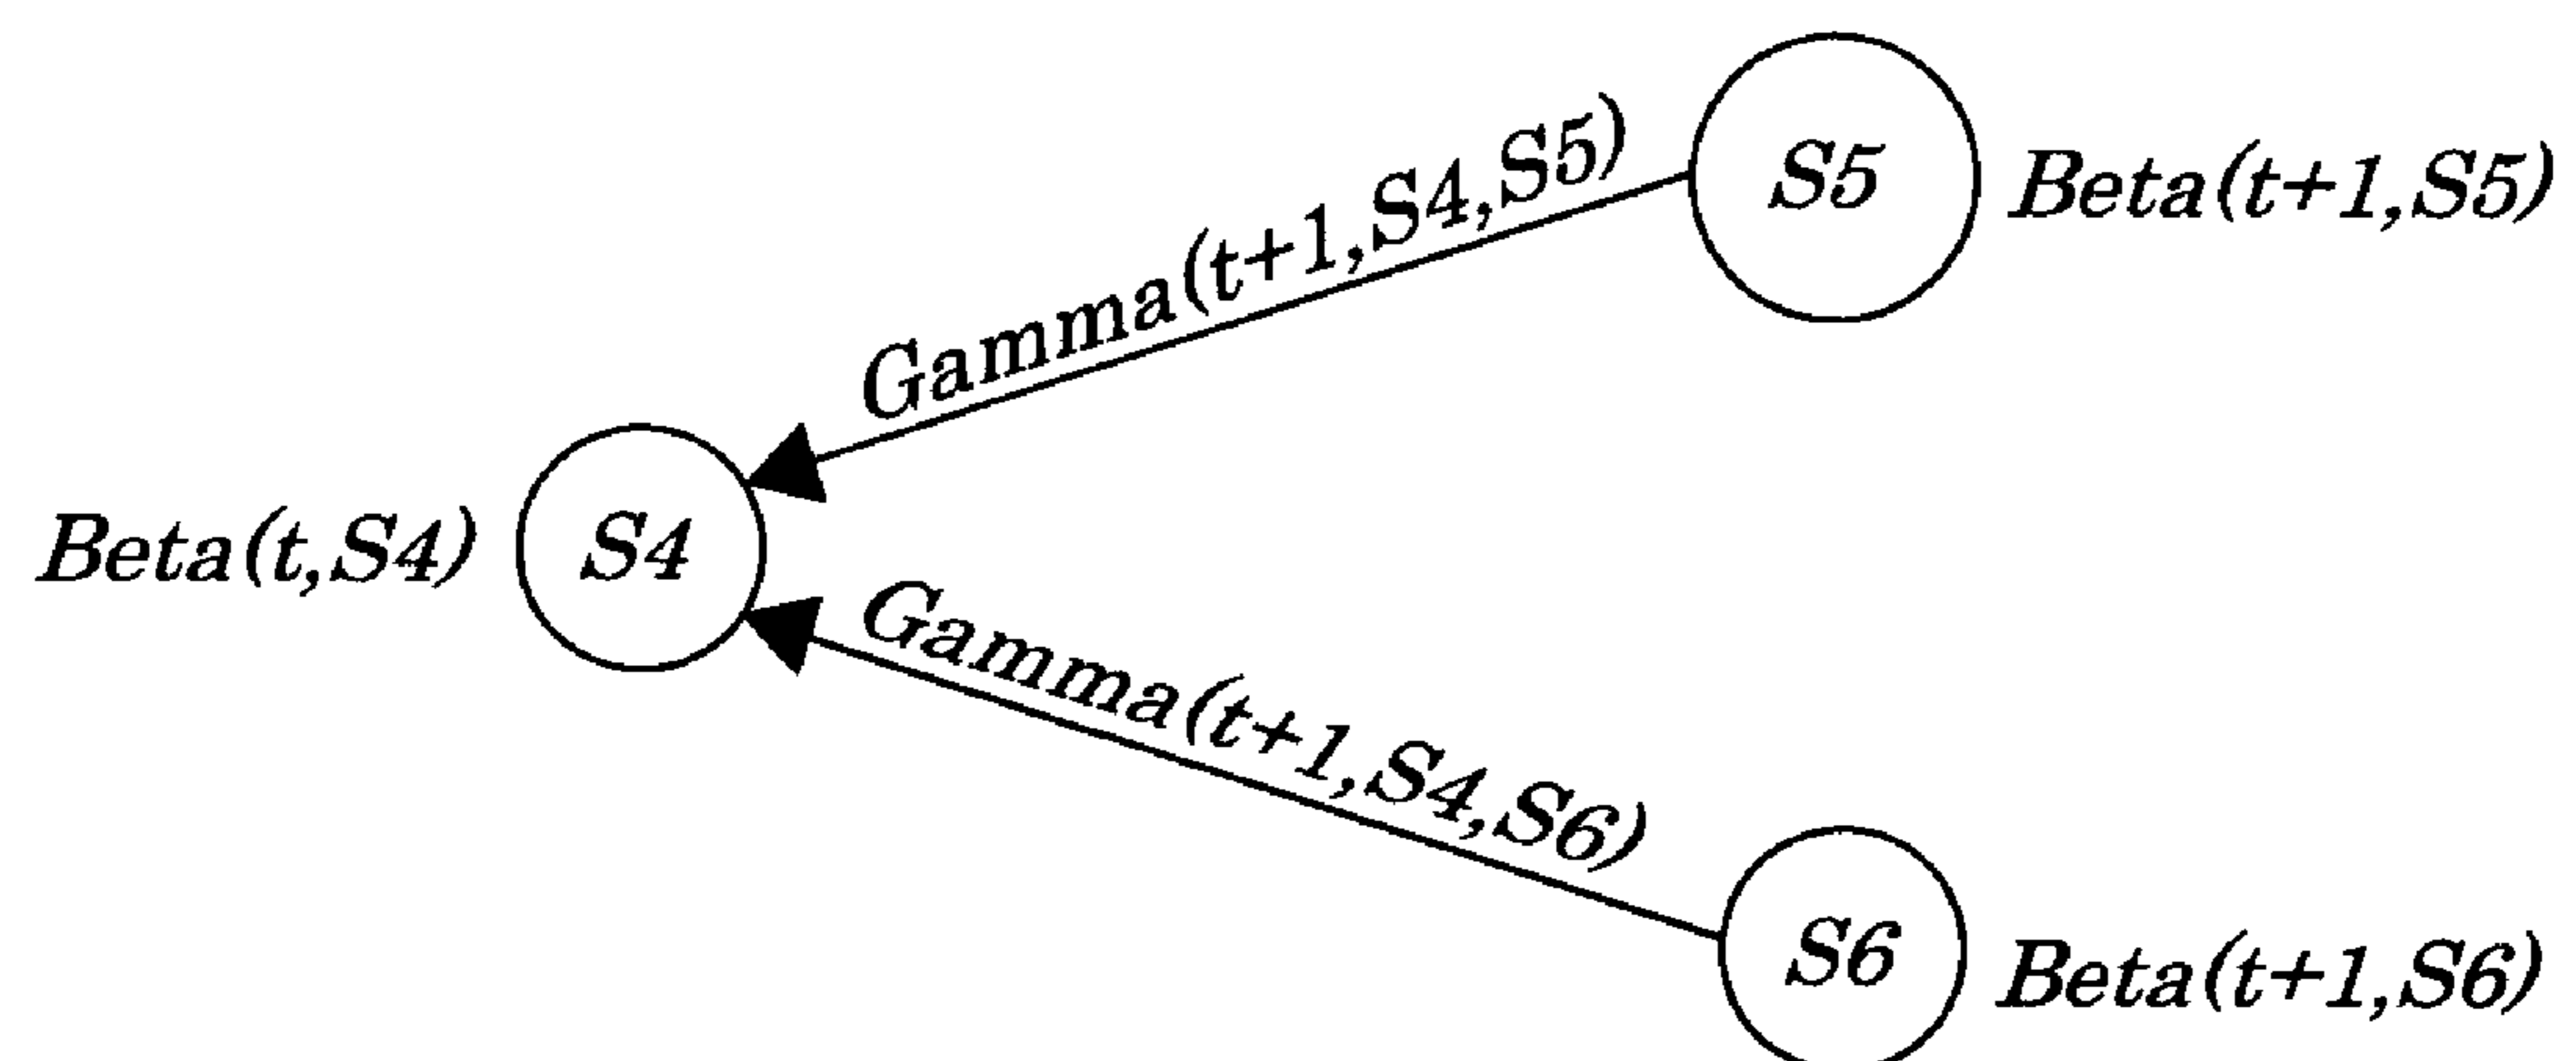 S5
Beta(t+1,S5)
Gamma(t+1,S4,S5)
Beta(t,S4)
S4
Gamma(t+1,S4,S6)
S6
Beta(t+1,S6)